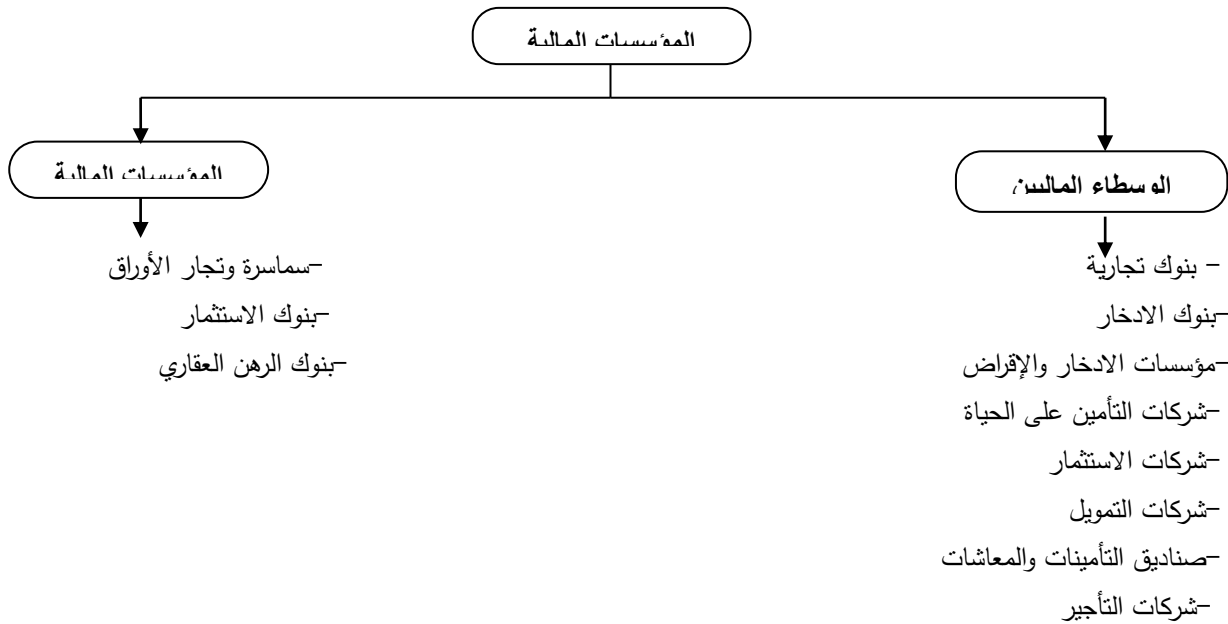 المؤسسات المالية
الوسطاء الماليين
- بنوك تجارية
-بنوك الادخار
-مؤسسات الادخار والإقراض
-شركات التأمين على الحياة
-شركات الاستثمار
-شركات التمويل
-صناديق التأمينات والمعاشات
-شركات التأجير
المؤسسات المالية
-سماسرة وتجار الأوراق
-بنوك الاستثمار
-بنوك الرهن العقاري